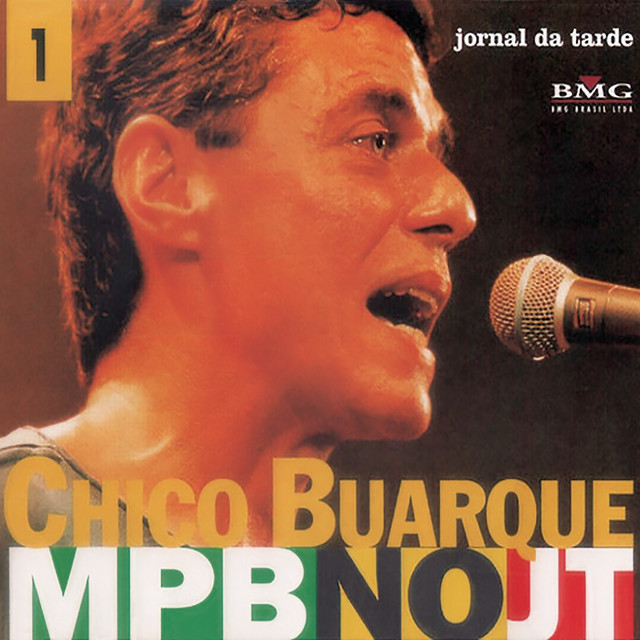 1
jornal da tarde
BMG
BMG BRASIL LTDA
CHICO BUARQUE
MPBNOJT